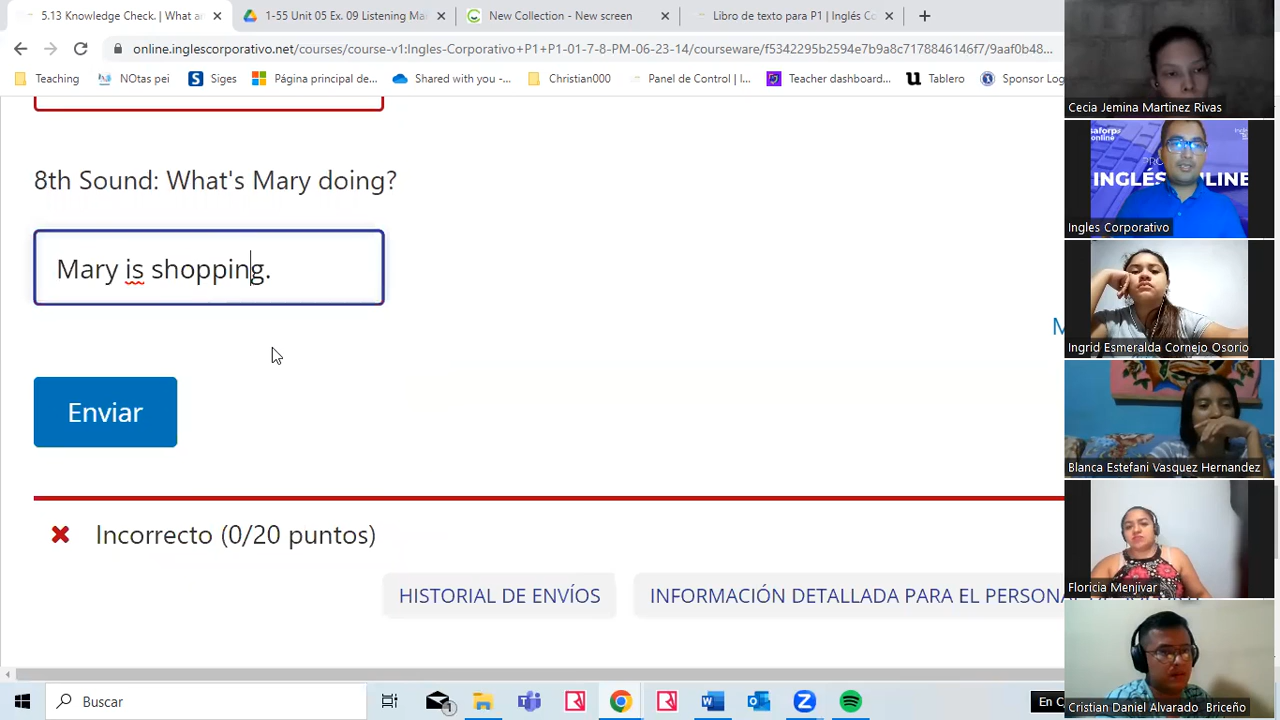 5.13 Knowledge Check. | What ar
1-55 Unit 05 Ex. 09 Listening Ma
New Collection - New screen
Libro de texto para P1 | Inglés Co
online.inglescorporativo.net/courses/course-v1:Ingles-Corporativo+P1+P1-01-7-8-PM-06-23-14/courseware/f5342295b2594e7b9a8c7178846146f7/9aaf0b48...
Teaching
NOtas pei
Siges
Página principal de...
Shared with you -...
Christian000
Panel de Control | I...
Teacher dashboard...
Tablero
Sponsor Log
8th Sound: What's Mary doing?
Mary is shopping.
Enviar
Incorrecto (0/20 puntos)
HISTORIAL DE ENVÍOS
INFORMACIÓN DETALLADA PARA EL PERSONA
Buscar
Cecia Jemina Martinez Rivas
INGLÉS
Ingles Corporativo
Ingrid Esmeralda Cornejo Osorio
Blanca Estefani Vasquez Hernandez
Floricia Menjivar
Cristian Daniel Alvarado Briceño